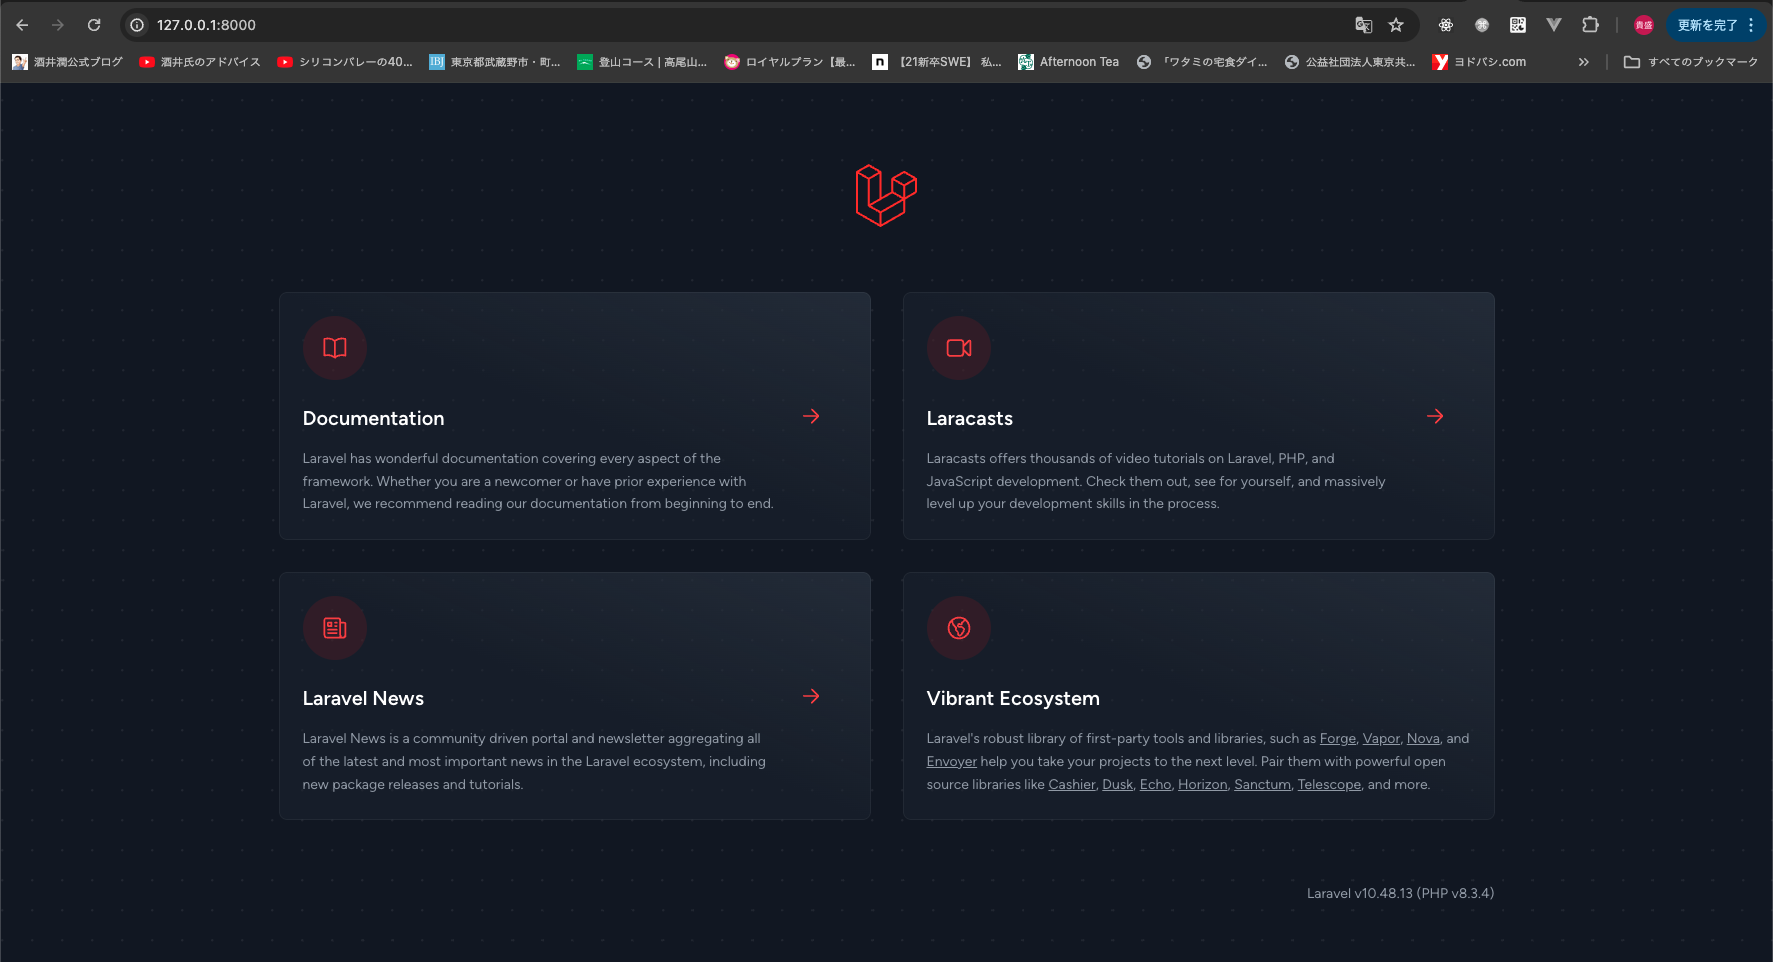 127.0.0.1:8000
貴盛
更新を完了
酒井潤公式ブログ
酒井氏のアドバイス
シリコンバレーの40...
IBJ 東京都武蔵野市・町...
登山コース | 高尾山...
ロイヤルプラン【最...
n 【21新卒SWE】 私...
Afternoon Tea
「ワタミの宅食ダイ...
公益社団法人東京共...
y ヨドバシ.com
»
すべてのブックマーク
Documentation
Laravel has wonderful documentation covering every aspect of the
framework. Whether you are a newcomer or have prior experience with
Laravel, we recommend reading our documentation from beginning to end.
Laracasts
Laracasts offers thousands of video tutorials on Laravel, PHP, and
JavaScript development. Check them out, see for yourself, and massively
level up your development skills in the process.
Laravel News
Laravel News is a community driven portal and newsletter aggregating all
of the latest and most important news in the Laravel ecosystem, including
new package releases and tutorials.
Vibrant Ecosystem
Laravel's robust library of first-party tools and libraries, such as Forge, Vapor, Nova, and
Envoyer help you take your projects to the next level. Pair them with powerful open
source libraries like Cashier, Dusk, Echo, Horizon, Sanctum, Telescope, and more.
Laravel v10.48.13 (PHP v8.3.4)